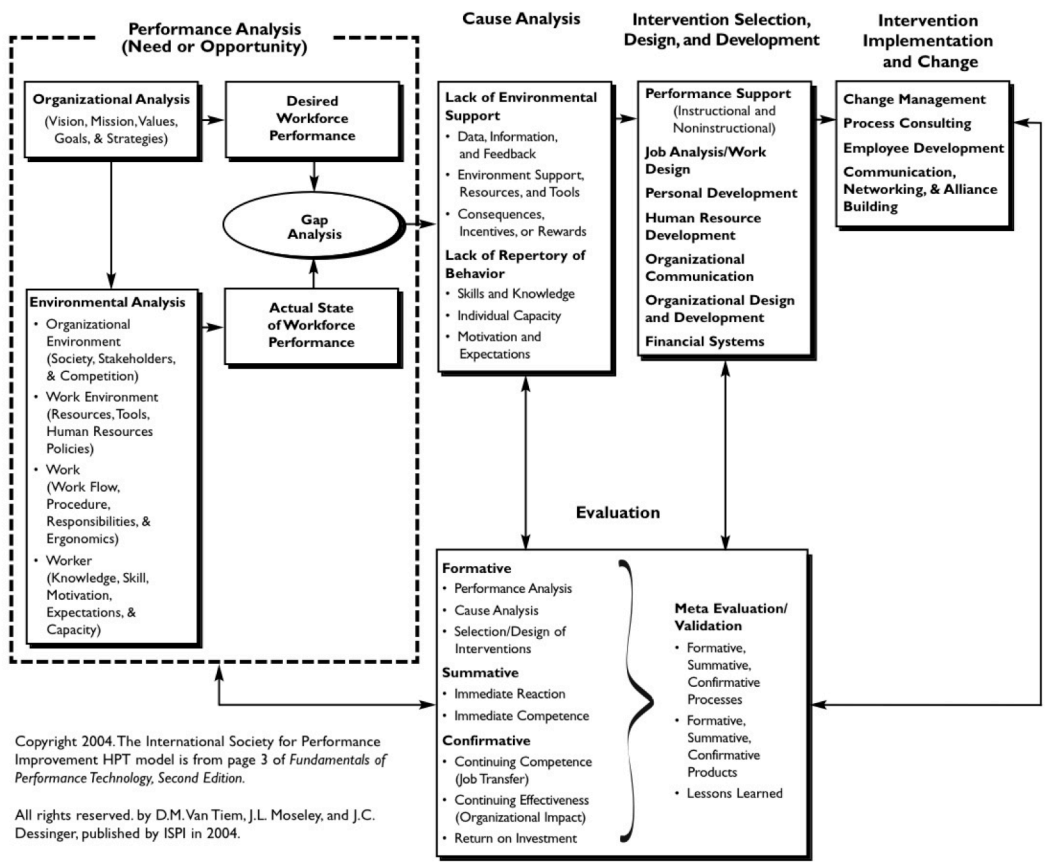 Performance Analysis
(Need or Opportunity)
Organizational Analysis
(Vision, Mission, Values,
Goals, & Strategies)
Desired
Workforce
Performance
Gap
Analysis
Environmental Analysis
• Organizational
Environment
(Society, Stakeholders,
& Competition)
• Work Environment
(Resources, Tools,
Human Resources
Policies)
• Work
(Work Flow,
Procedure,
Responsibilities, &
Ergonomics)
• Worker
(Knowledge, Skill,
Motivation,
Expectations, &
Capacity)
Actual State
of Workforce
Performance
Cause Analysis
Lack of Environmental
Support
• Data, Information,
and Feedback
• Environment Support,
Resources, and Tools
• Consequences,
Incentives, or Rewards
Lack of Repertory of
Behavior
• Skills and Knowledge
• Individual Capacity
• Motivation and
Expectations
Intervention Selection,
Design, and Development
Performance Support
(Instructional and
Noninstructional)
Job Analysis/Work
Design
Personal Development
Human Resource
Development
Organizational
Communication
Organizational Design
and Development
Financial Systems
Intervention
Implementation
and Change
Change Management
Process Consulting
Employee Development
Communication,
Networking, & Alliance
Building
Evaluation
Formative
• Performance Analysis
• Cause Analysis
• Selection/Design of
Interventions
Summative
• Immediate Reaction
• Immediate Competence
Confirmative
• Continuing Competence
(Job Transfer)
• Continuing Effectiveness
(Organizational Impact)
• Return on Investment
Meta Evaluation/
Validation
• Formative,
Summative,
Confirmative
Processes
• Formative,
Summative,
Confirmative
Products
• Lessons Learned
Copyright 2004. The International Society for Performance
Improvement HPT model is from page 3 of Fundamentals of
Performance Technology, Second Edition.
All rights reserved. by D.M. Van Tiem, J.L. Moseley, and J.C.
Dessinger, published by ISPI in 2004.